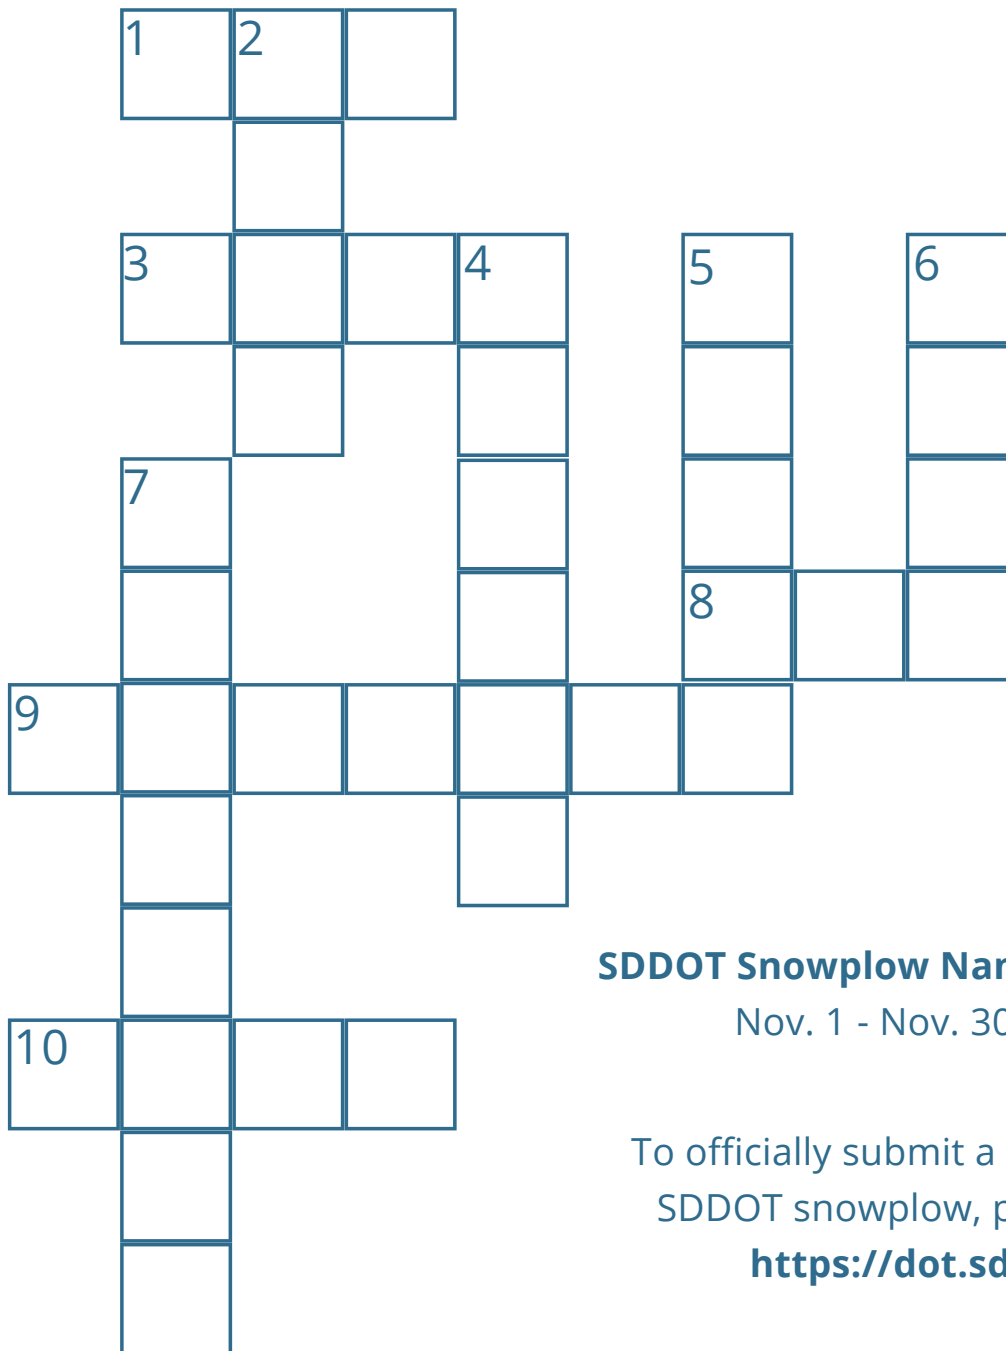 1 2
3 4 5 6
7
8
9
SDDOT Snowplow
Nov. 1 - Nov. 30
10
To officially submit a
SDDOT snowplow,
https://dot.sd